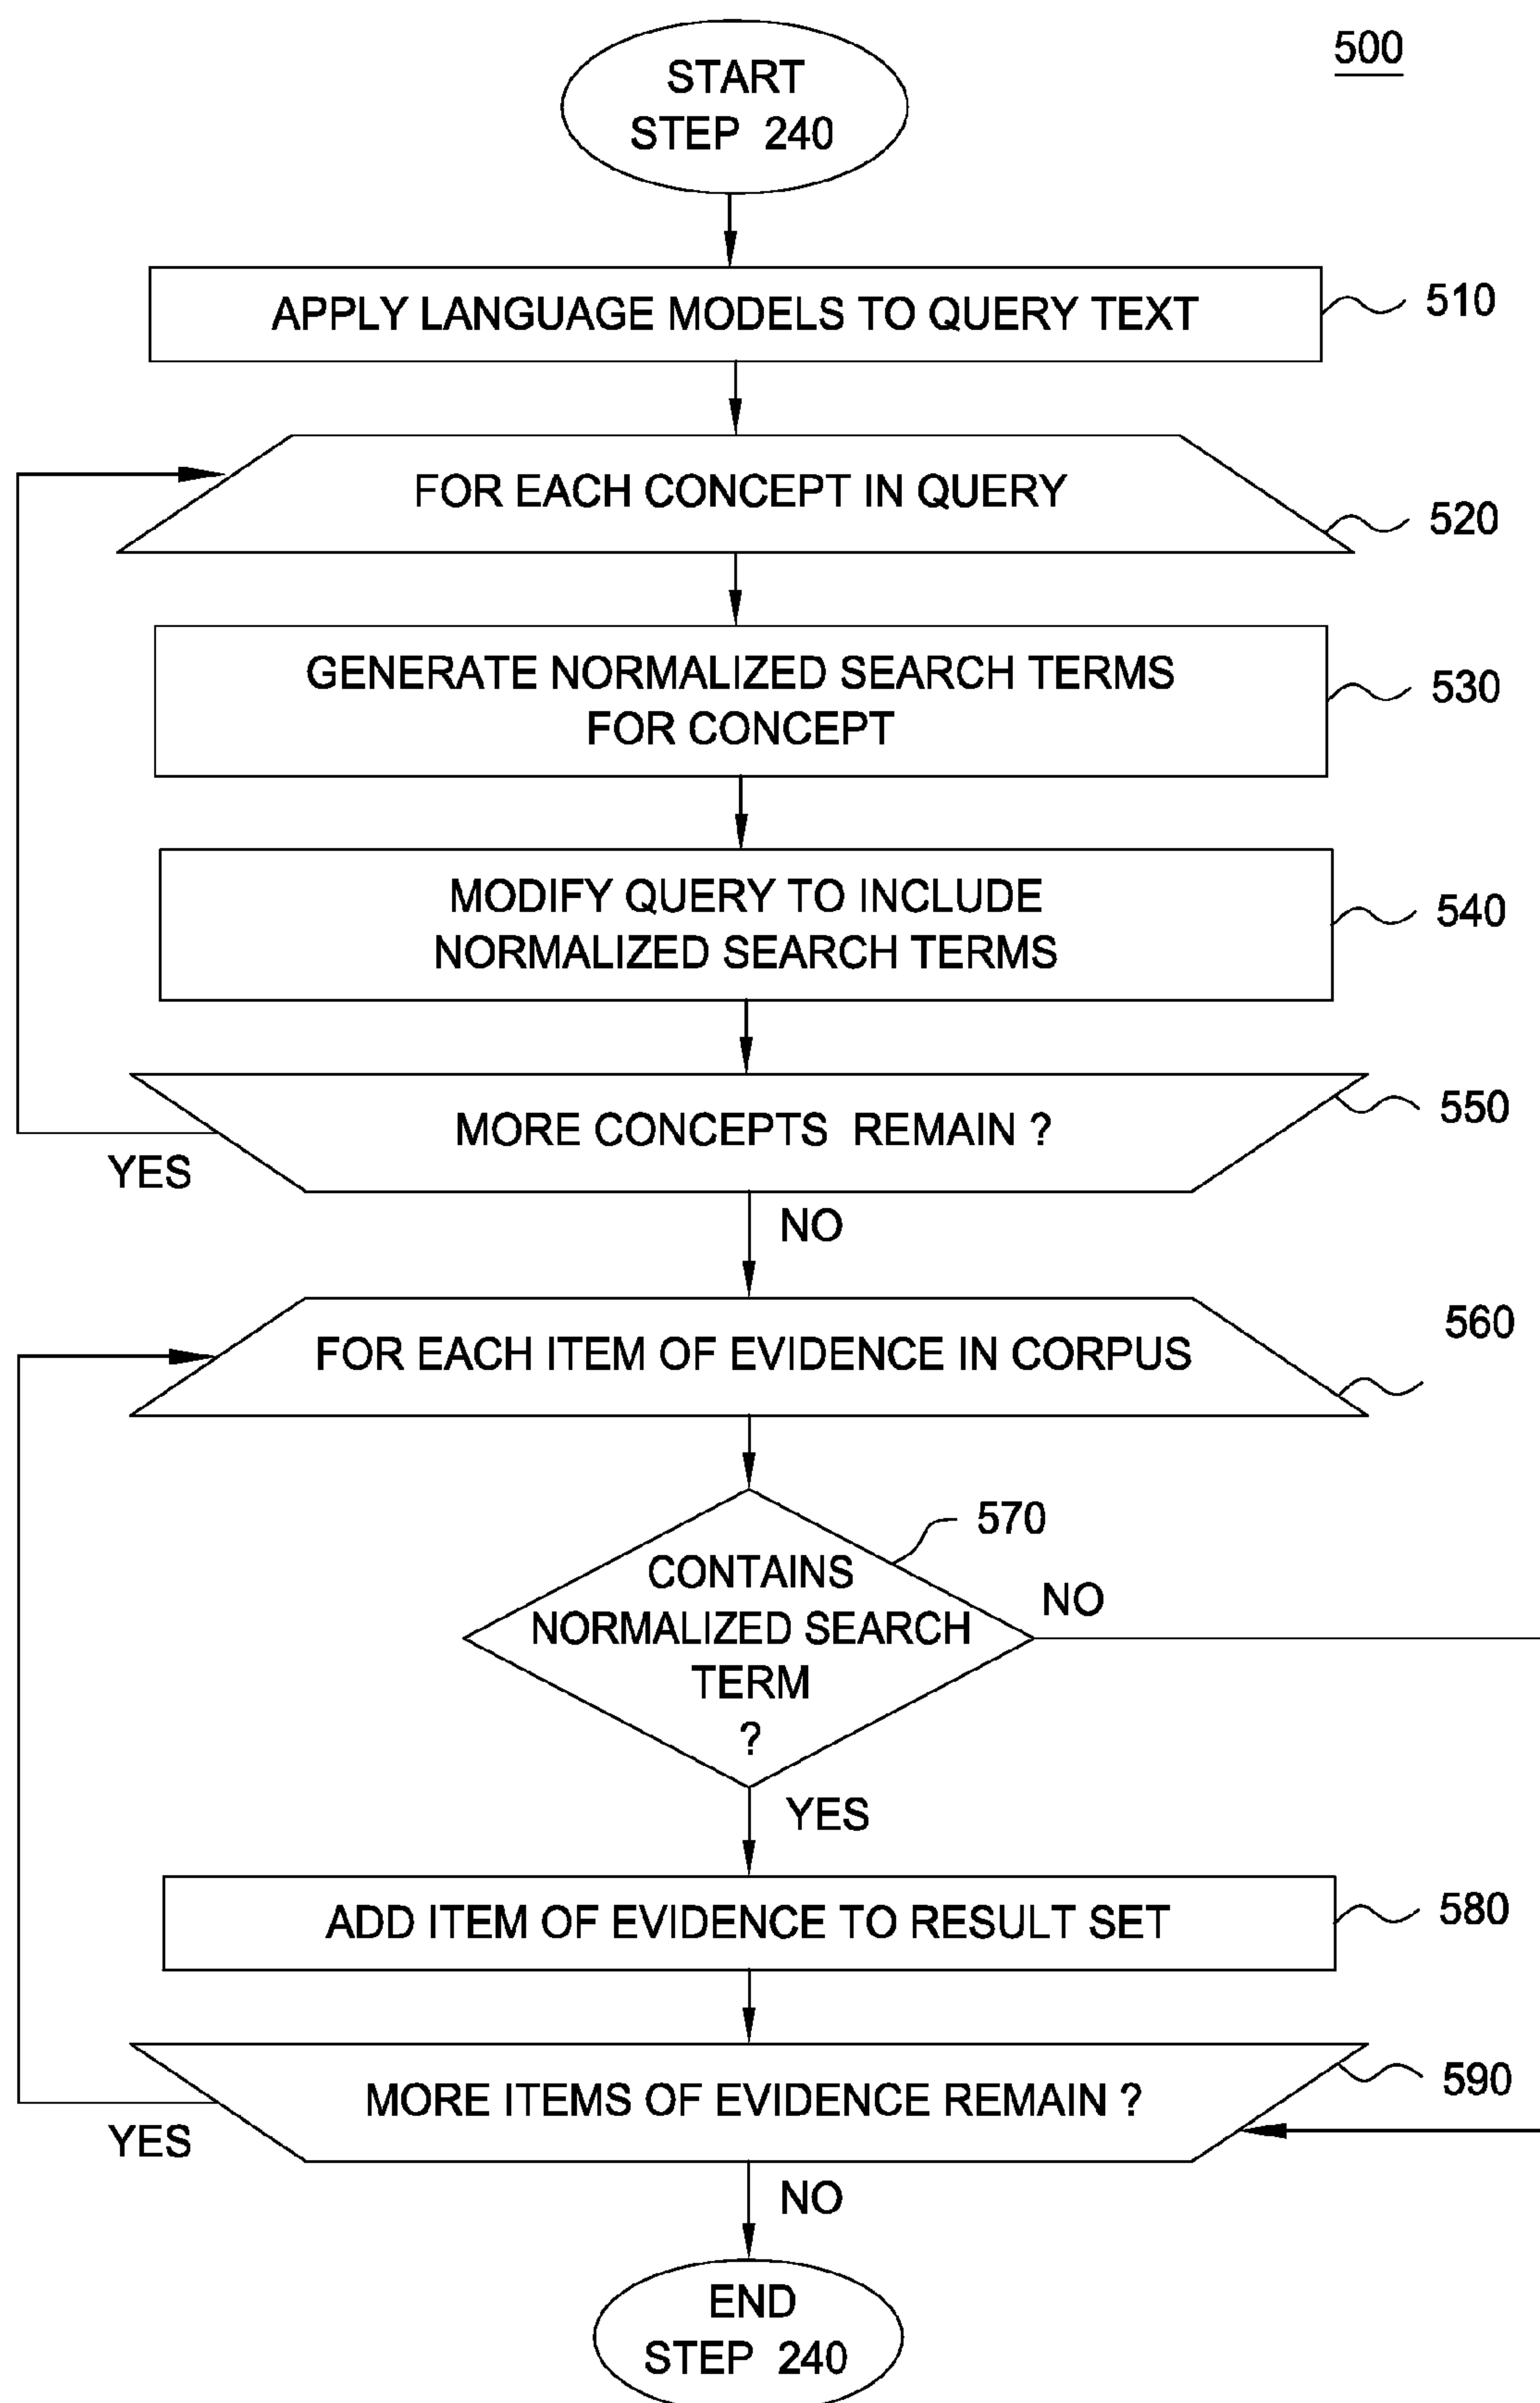 500
START
STEP 240
APPLY LANGUAGE MODELS TO QUERY TEXT
510
FOR EACH CONCEPT IN QUERY
520
GENERATE NORMALIZED SEARCH TERMS
FOR CONCEPT
530
MODIFY QUERY TO INCLUDE
NORMALIZED SEARCH TERMS
540
MORE CONCEPTS REMAIN ?
550
YES
NO
FOR EACH ITEM OF EVIDENCE IN CORPUS
560
570
CONTAINS
NORMALIZED SEARCH
TERM
?
NO
YES
ADD ITEM OF EVIDENCE TO RESULT SET
580
MORE ITEMS OF EVIDENCE REMAIN ?
590
YES
NO
END
STEP 240